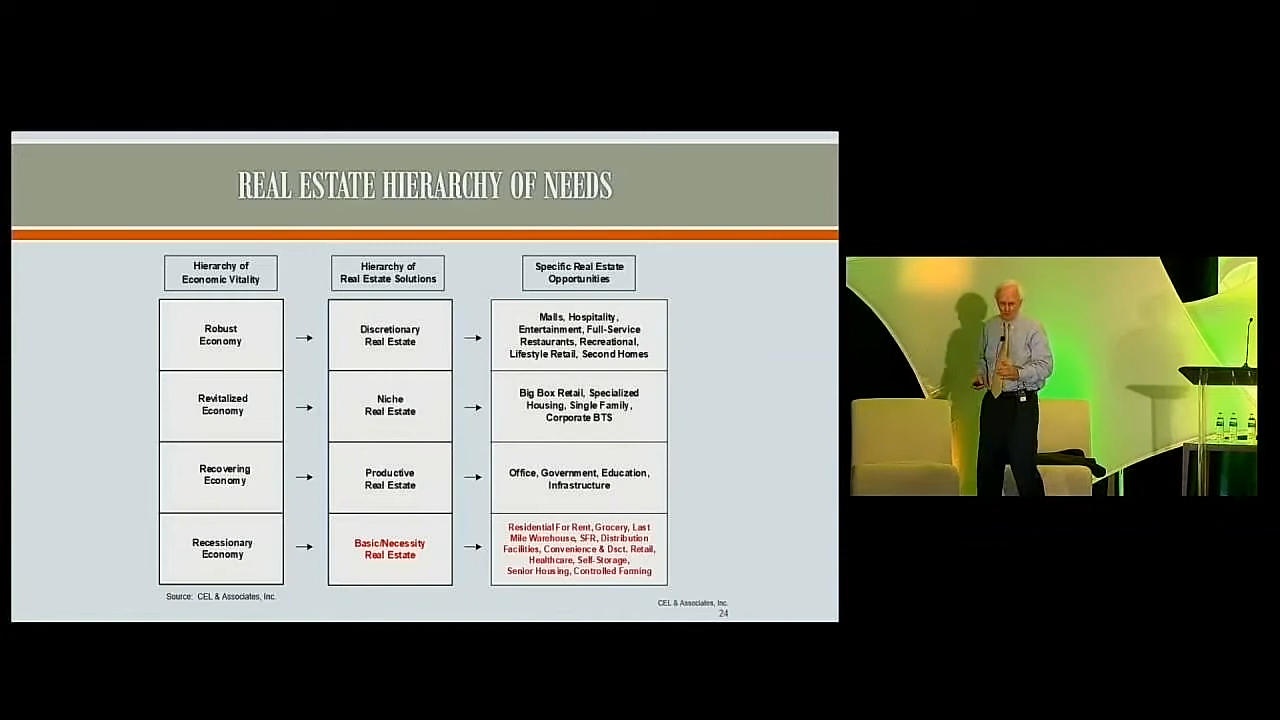 REAL ESTATE HIERARCHY OF NEEDS
Hierarchy of
Economic Vitality
Hierarchy of
Real Estate Solutions
Specific Real Estate
Opportunities
Robust
Economy
Discretionary
Real Estate
Malls, Hospitality,
Entertainment, Full-Service
Restaurants, Recreational,
Lifestyle Retail, Second Homes
Revitalized
Economy
Niche
Real Estate
Big Box Retail, Specialized
Housing, Single Family,
Corporate BTS
Recovering
Economy
Productive
Real Estate
Office, Government, Education,
Infrastructure
Recessionary
Economy
Basic/Necessity
Real Estate
Residential For Rent, Grocery, Last
Mile Warehouse, SFR, Distribution
Facilities, Convenience & Dsct. Retail,
Healthcare, Self-Storage,
Senior Housing, Controlled Farming
Source: CEL & Associates, Inc.
CEL & Associates, Inc.
24